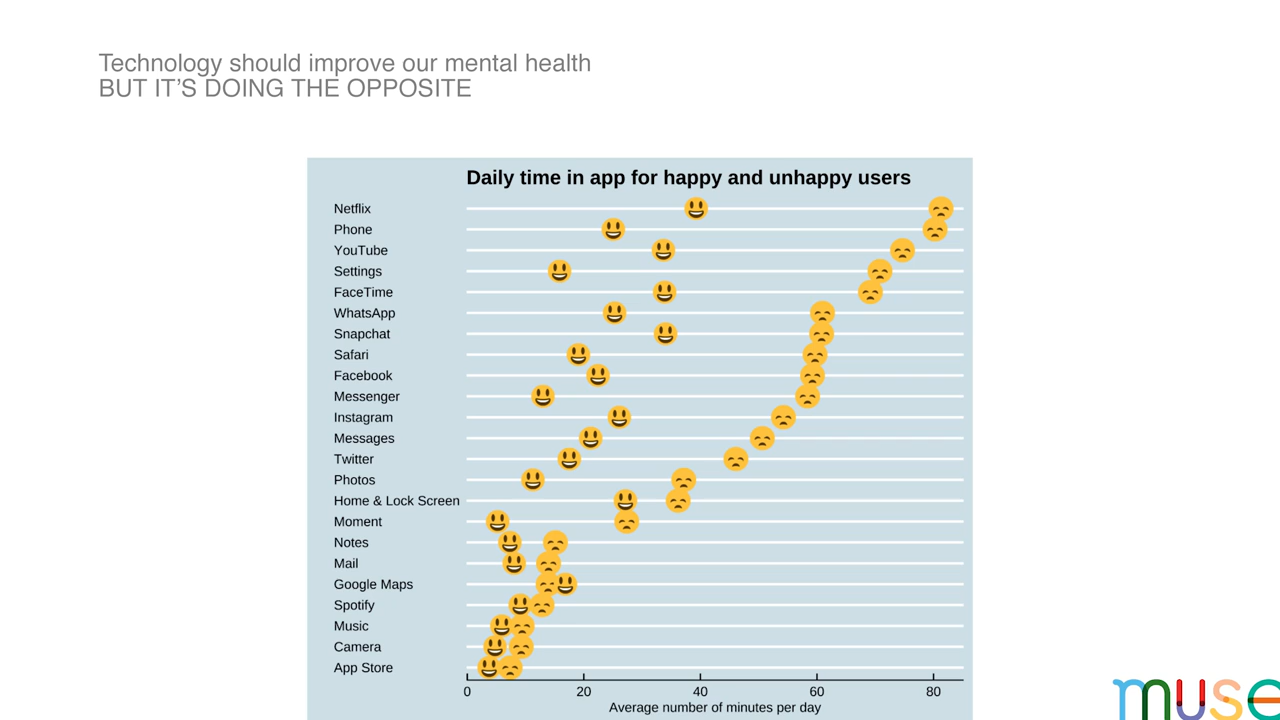 Technology should improve our mental health
BUT IT’S DOING THE OPPOSITE
Daily time in app for happy and unhappy users
Netflix
Phone
YouTube
Settings
FaceTime
WhatsApp
Snapchat
Safari
Facebook
Messenger
Instagram
Messages
Twitter
Photos
Home & Lock Screen
Moment
Notes
Mail
Google Maps
Spotify
Music
Camera
App Store
0 20 40 60 80
Average number of minutes per day
muse